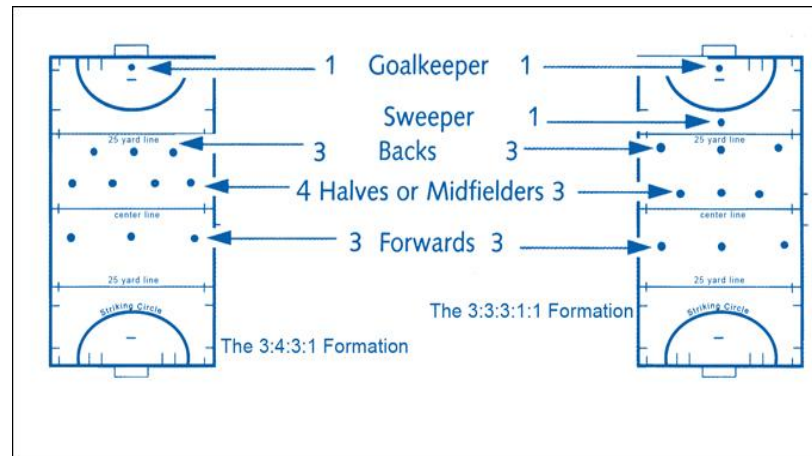 1 Goalkeeper 1
Sweeper 1
25 yard line
25 yard line
3 Backs 3
4 Halves or Midfielders 3
center line
center line
3 Forwards 3
25 yard line
25 yard line
Striking Circle
The 3:4:3:1 Formation
The 3:3:3:1:1 Formation
Striking Circle